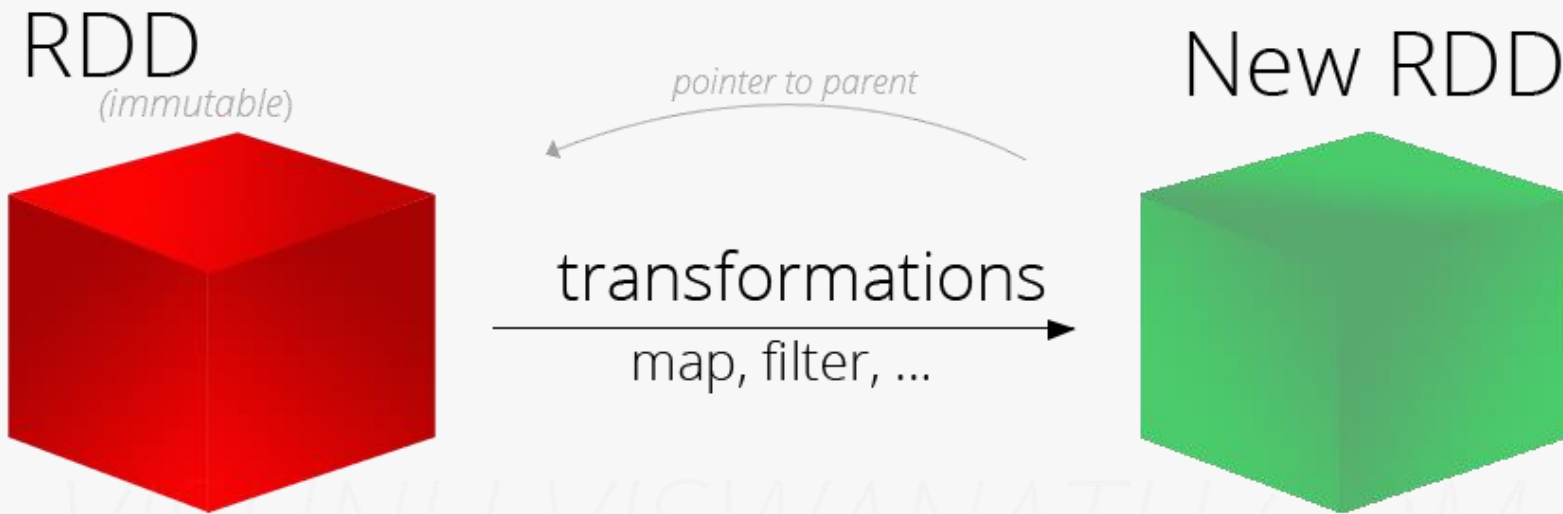 RDD
(immutable)
pointer to parent
New RDD
transformations
map, filter, ...